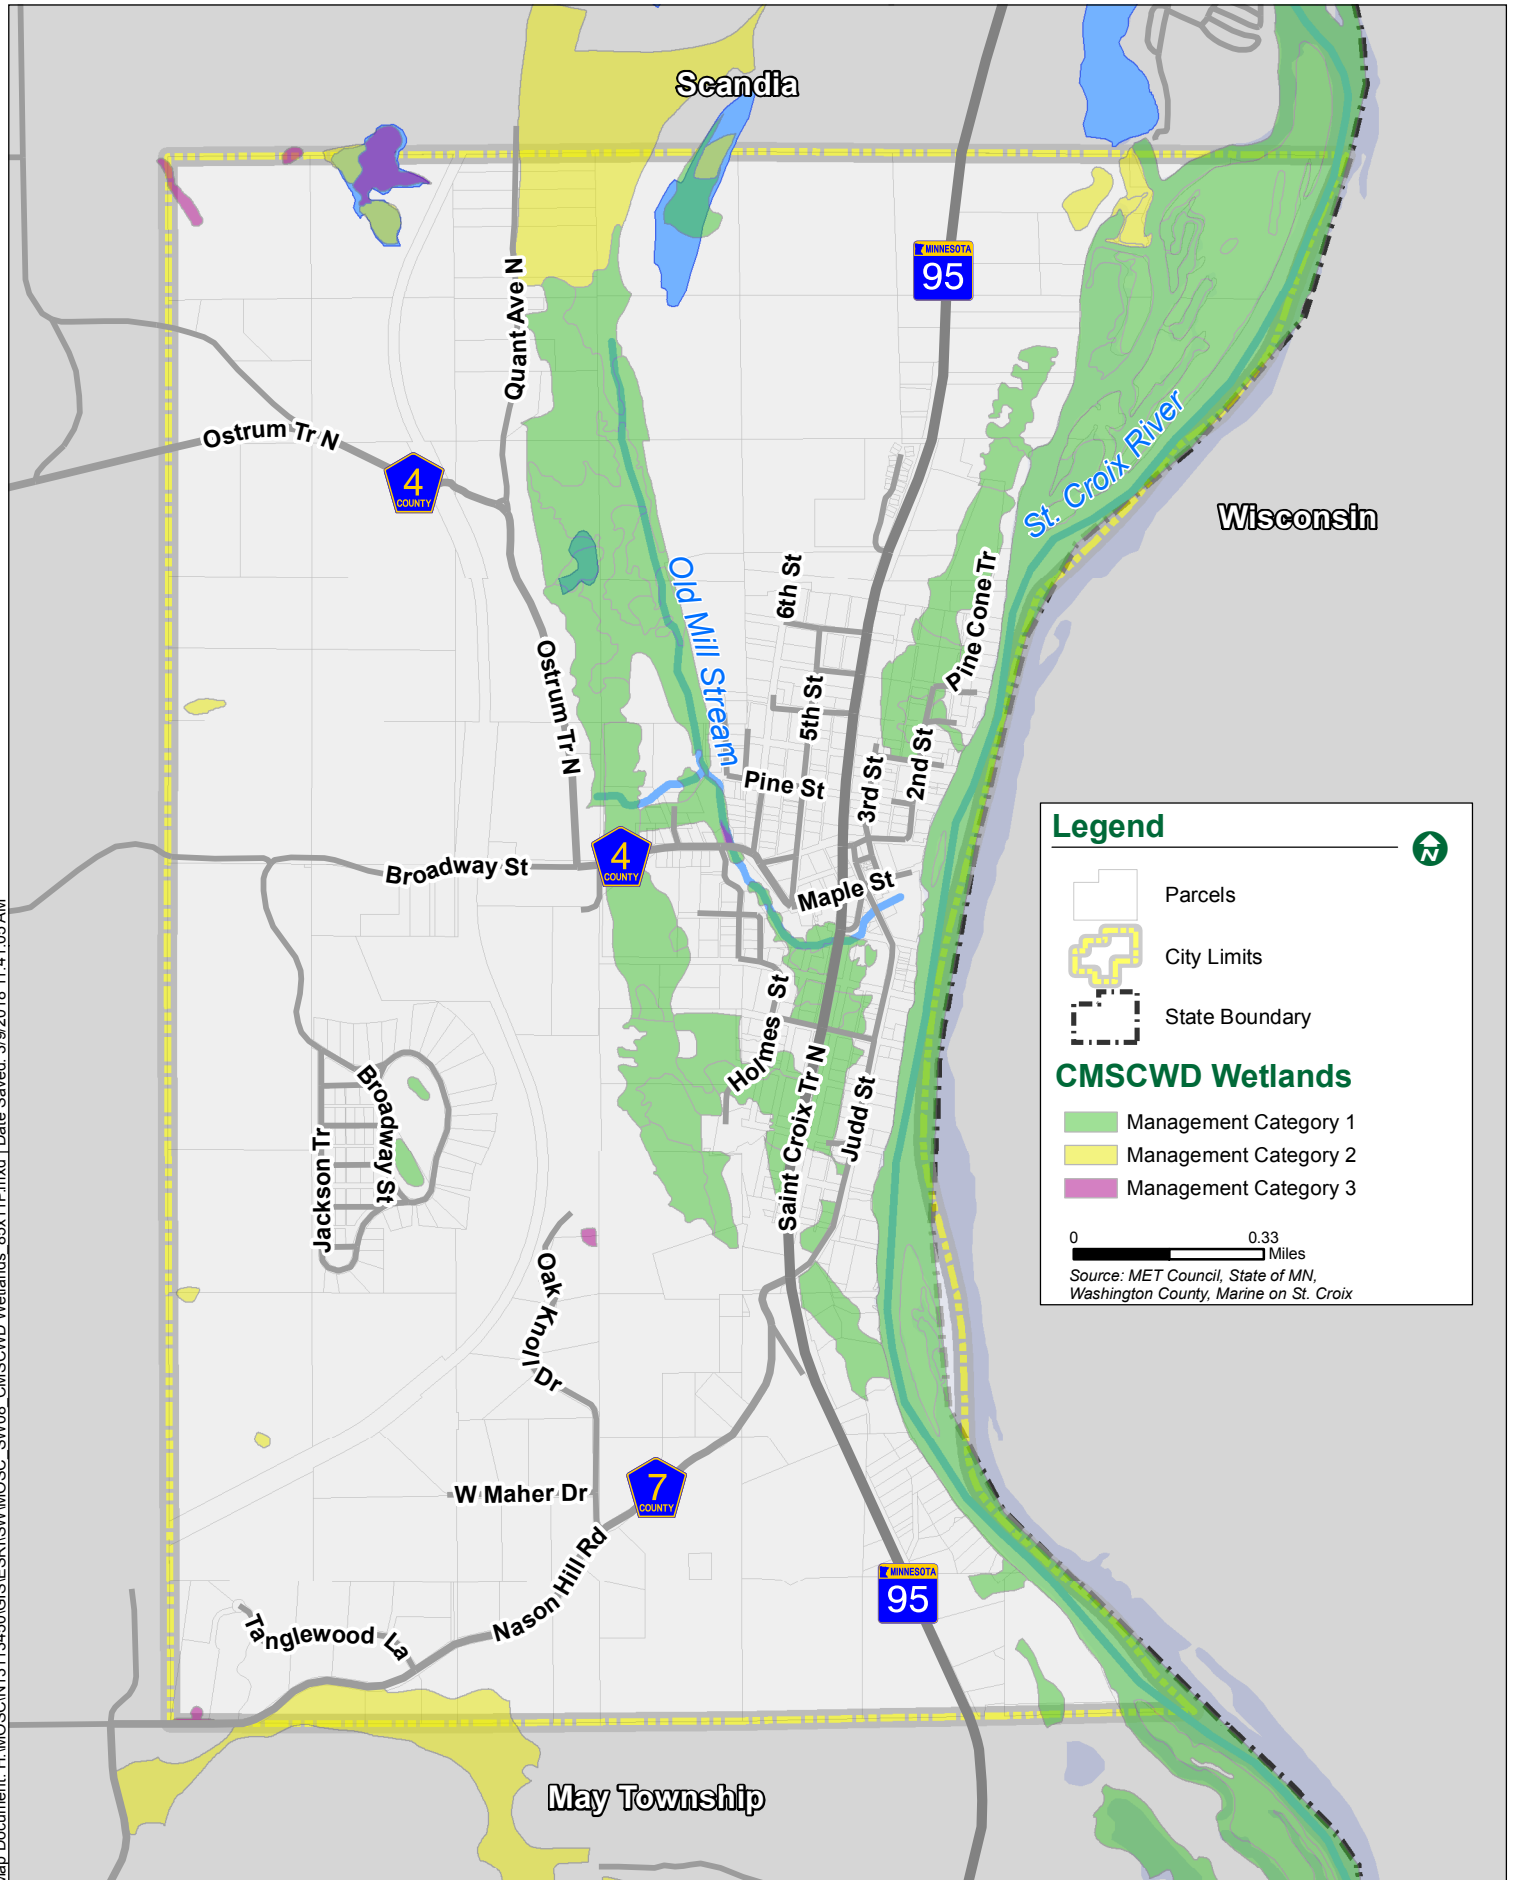 Scandia
MINNESOTA
95
Quant Ave N
Ostrum Tr N
4
COUNTY
St. Croix River
Wisconsin
Old Mill Stream
6th St
Pine Cone Tr
Ostrum Tr N
5th St
2nd St
3rd St
Pine St
4
COUNTY
Broadway St
Maple St
Holmes St
Saint Croix Tr N
Judd St
Broadway St
Jackson Tr
Oak Knoll Dr
W Maher Dr
7
COUNTY
Nason Hill Rd
Tanglewood La
MINNESOTA
95
May Township
Legend
N
Parcels
City Limits
State Boundary
CMSCWD Wetlands
Management Category 1
Management Category 2
Management Category 3
0 0.33
Miles
Source: MET Council, State of MN,
Washington County, Marine on St. Croix